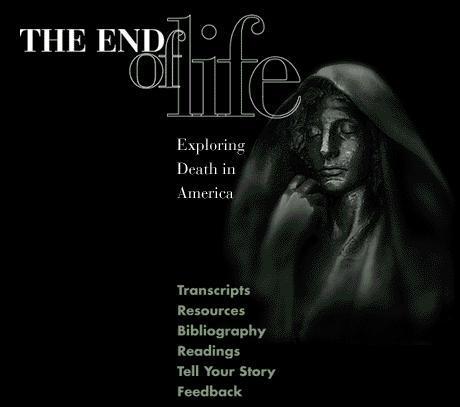 THE END
of life
Exploring
Death in
America
Transcripts
Resources
Bibliography
Readings
Tell Your Story
Feedback